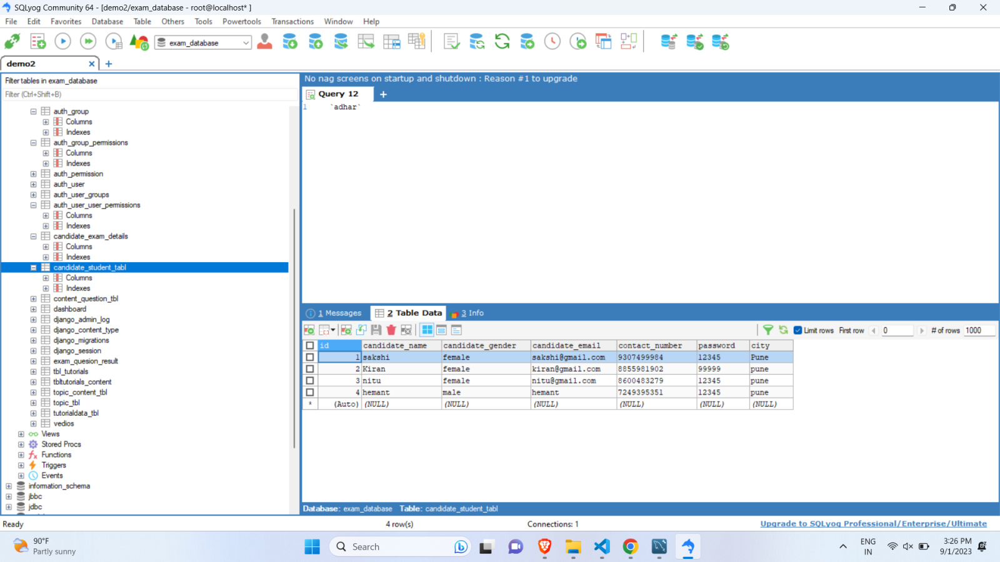 SQLyog Community 64 - [demo2/exam_database - root@localhost* ]
File Edit Favorites Database Table Others Tools Powertools Transactions Window Help
exam_database
demo2
Filter tables in exam_database
Filter (Ctrl+Shift+B)
auth_group
Columns
Indexes
auth_group_permissions
Columns
Indexes
auth_permission
auth_user
auth_user_groups
auth_user_user_permissions
Columns
Indexes
candidate_exam_details
Columns
Indexes
candidate_student_tabl
Columns
Indexes
content_question_tbl
dashboard
django_admin_log
django_content_type
django_migrations
django_session
exam_quesion_result
tbl_tutorials
tbltutorials_content
topic_content_tbl
topic_tbl
tutorialdata_tbl
vedios
Views
Stored Procs
Functions
Triggers
Events
information_schema
jbbc
jdbc
No nag screens on startup and shutdown : Reason #1 to upgrade
Query 12
1 `adhar`
1 Messages 2 Table Data 3 Info
Limit rows First row 0 # of rows 1000
id candidate_name candidate_gender candidate_email contact_number password city
1 sakshi female sakshi@gmail.com 9307499984 12345 Pune
2 Kiran female kiran@gmail.com 8855981902 99999 pune
3 nitu female nitu@gmail.com 8600483279 12345 pune
4 hemant male hemant 7249395351 12345 pune
* (Auto) (NULL) (NULL) (NULL) (NULL) (NULL) (NULL)
Database: exam_database Table: candidate_student_tabl
Ready 4 row(s) Connections: 1 Upgrade to SQLyog Professional/Enterprise/Ultimate
90°F
Partly sunny
Search
ENG
IN
3:26 PM
9/1/2023